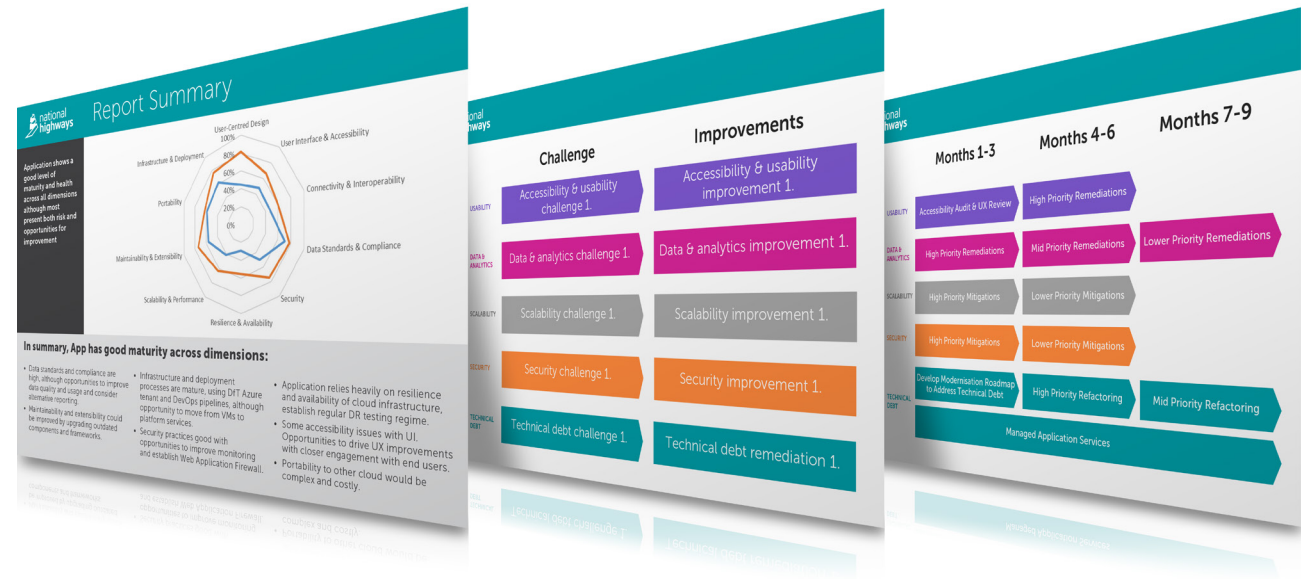 national
highways
Report Summary
Application shows a
good level of
maturity and health
across all dimensions
although most
present both risk and
opportunities for
improvement
User-Centred Design
100%
80%
60%
40%
20%
0%
User Interface & Accessibility
Connectivity & Interoperability
Data Standards & Compliance
Security
Resilience & Availability
Scalability & Performance
Maintainability & Extensibility
Portability
Infrastructure & Deployment
In summary, App has good maturity across dimensions:
• Data standards and compliance are
high, although opportunities to improve
data quality and usage and consider
alternative reporting.
• Maintainability and extensibility could
be improved by upgrading outdated
components and frameworks.
• Infrastructure and deployment
processes are mature, using DfT Azure
tenant and DevOps pipelines, although
opportunity to move from VMs to
platform services.
• Security practices good with
opportunities to improve monitoring
and establish Web Application Firewall.
• Application relies heavily on resilience
and availability of cloud infrastructure,
establish regular DR testing regime.
• Some accessibility issues with UI.
Opportunities to drive UX improvements
with closer engagement with end users.
• Portability to other cloud would be
complex and costly.
ional
hways
Challenge
Improvements
USABILITY
Accessibility & usability
challenge 1.
Accessibility & usability
improvement 1.
DATA &
ANALYTICS
Data & analytics challenge 1.
Data & analytics improvement 1.
SCALABILITY
Scalability challenge 1.
Scalability improvement 1.
SECURITY
Security challenge 1.
Security improvement 1.
TECHNICAL
DEBT
Technical debt challenge 1.
Technical debt remediation 1.
ional
hways
Months 1-3
Months 4-6
Months 7-9
USABILITY
Accessibility Audit & UX Review
High Priority Remediations
DATA &
ANALYTICS
High Priority Remediations
Mid Priority Remediations
Lower Priority Remediations
SCALABILITY
High Priority Mitigations
Lower Priority Mitigations
SECURITY
High Priority Mitigations
Lower Priority Mitigations
TECHNICAL
DEBT
Develop Modernisation Roadmap
to Address Technical Debt
High Priority Refactoring
Mid Priority Refactoring
Managed Application Services